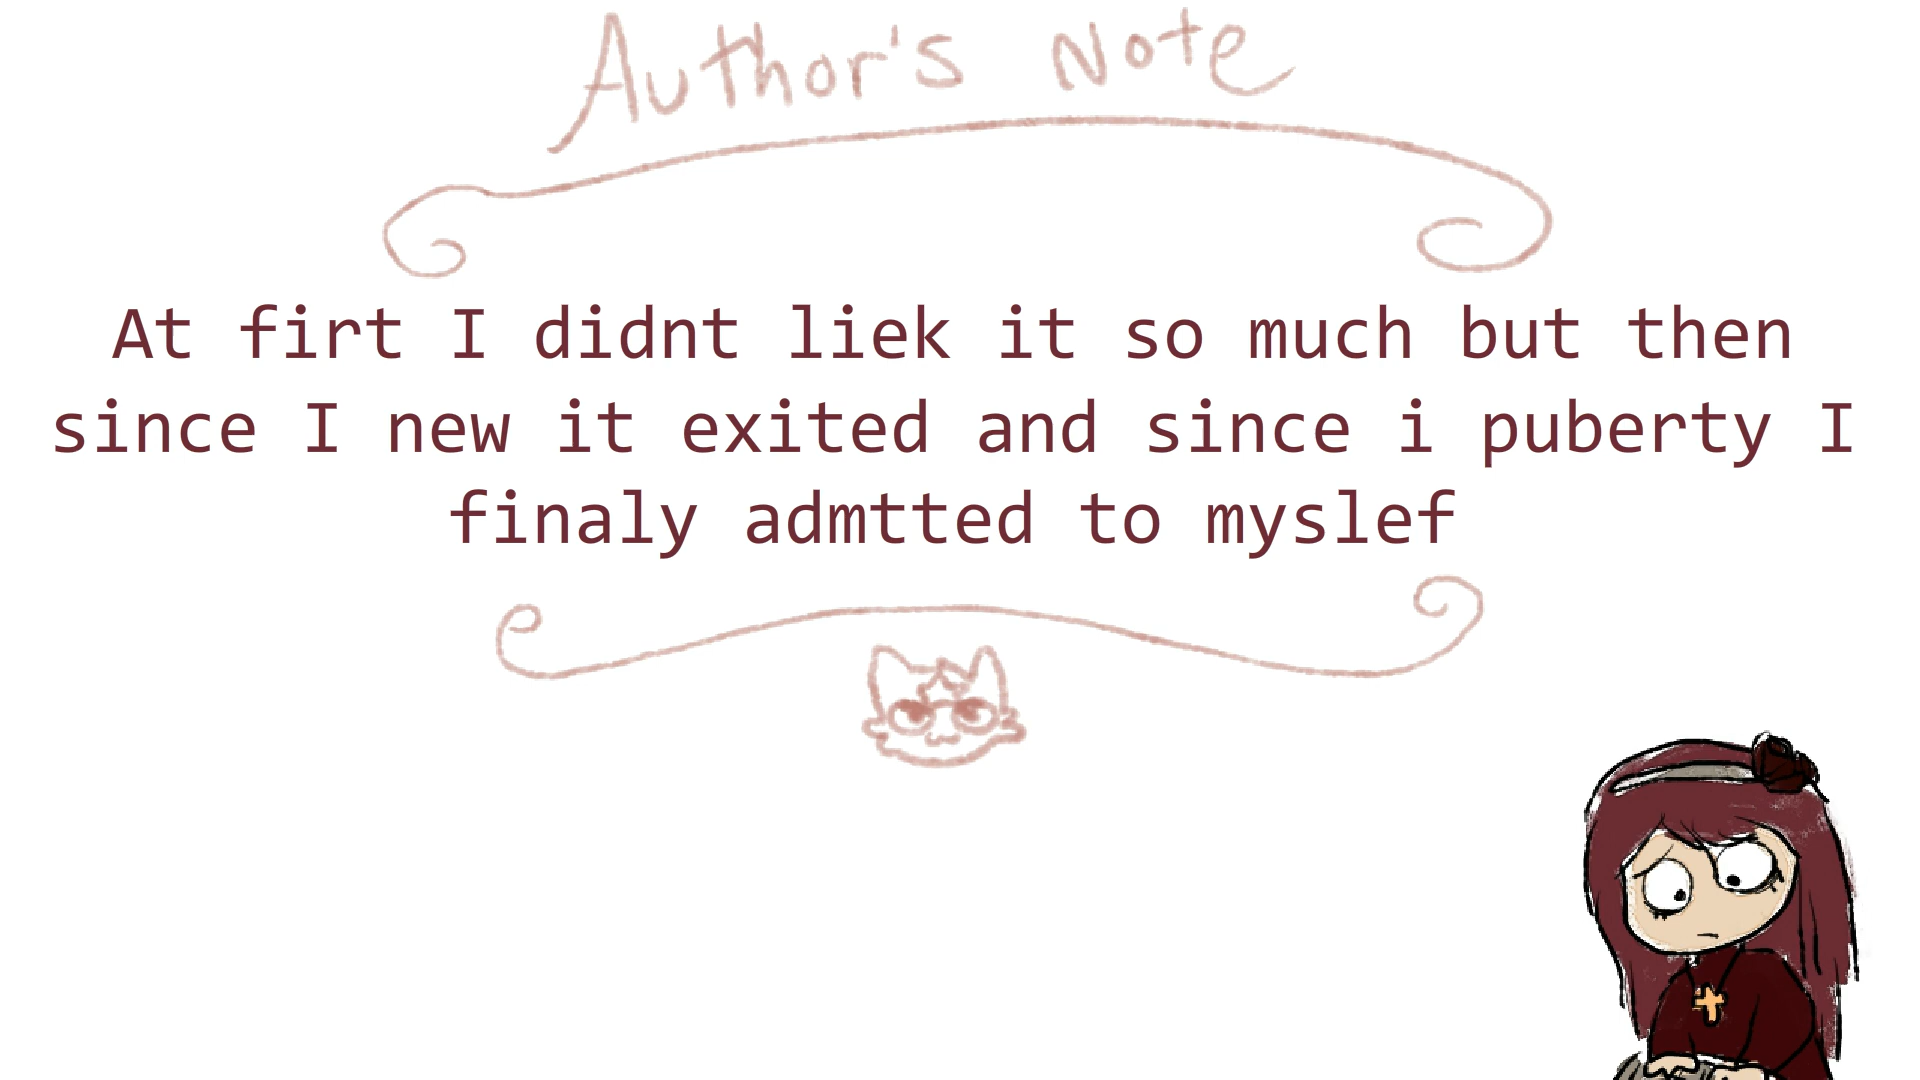 Author's Note
At firt I didnt liek it so much but then
since I new it exited and since i puberty I
finaly admtted to myslef